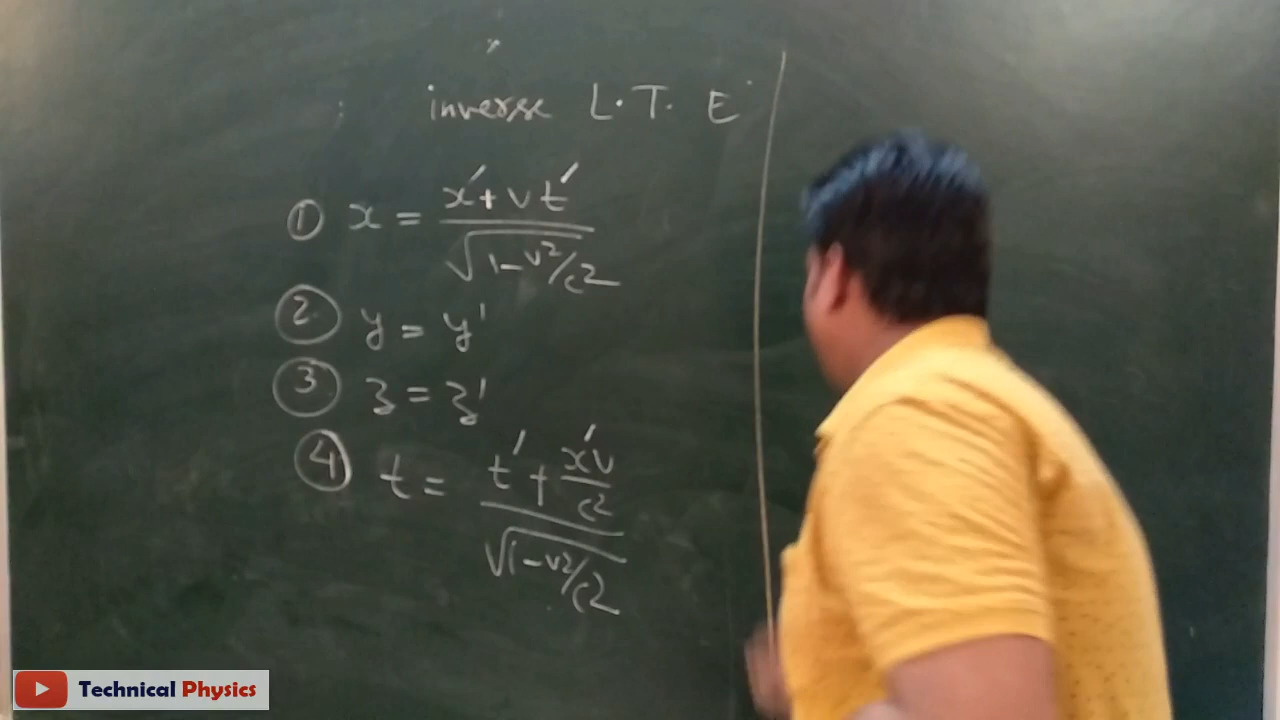 inverse L.T. E
① x = x′ + vt′ / √1 - v²/c²
② y = y'
③ z = z'
④ t = t′ + x′v/c² / √1 - v²/c²
Technical Physics